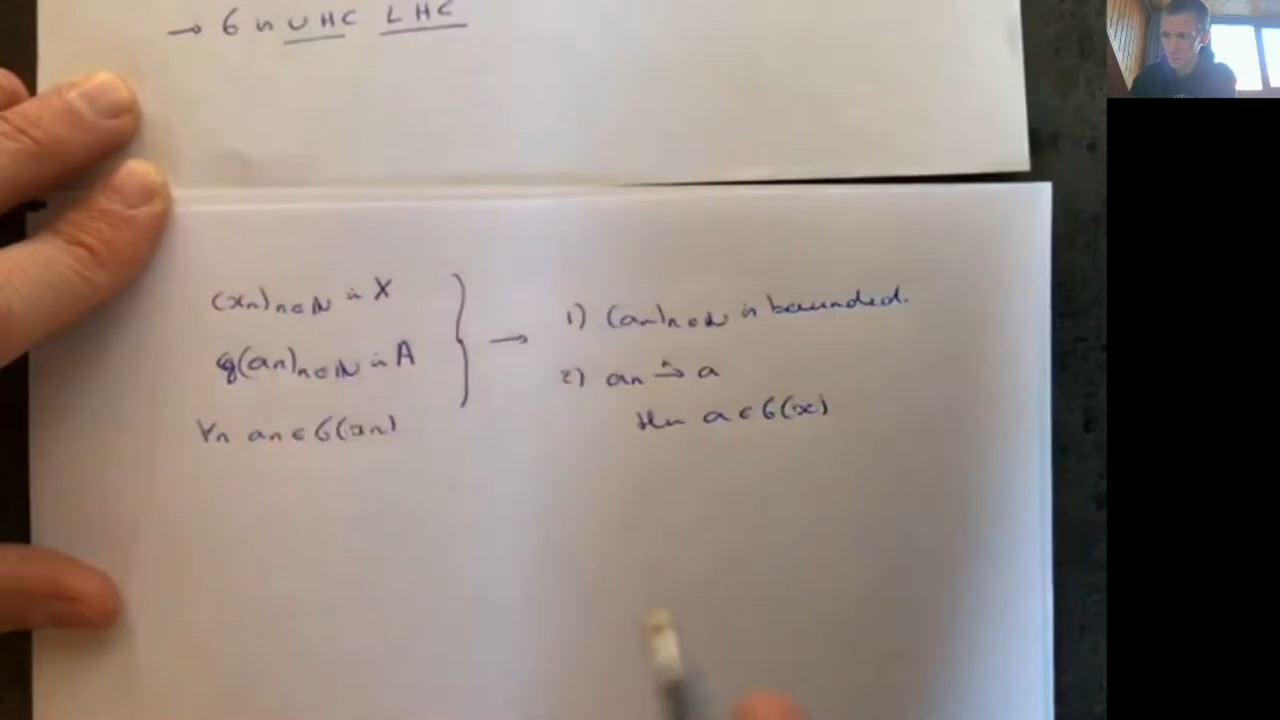 → G is UHC LHC
(xn)n∈ℕ in X
(an)n∈ℕ in A
∀n an ∈ G(xn)
→
1) (an)n∈ℕ is bounded.
2) an → a
then a ∈ G(x)